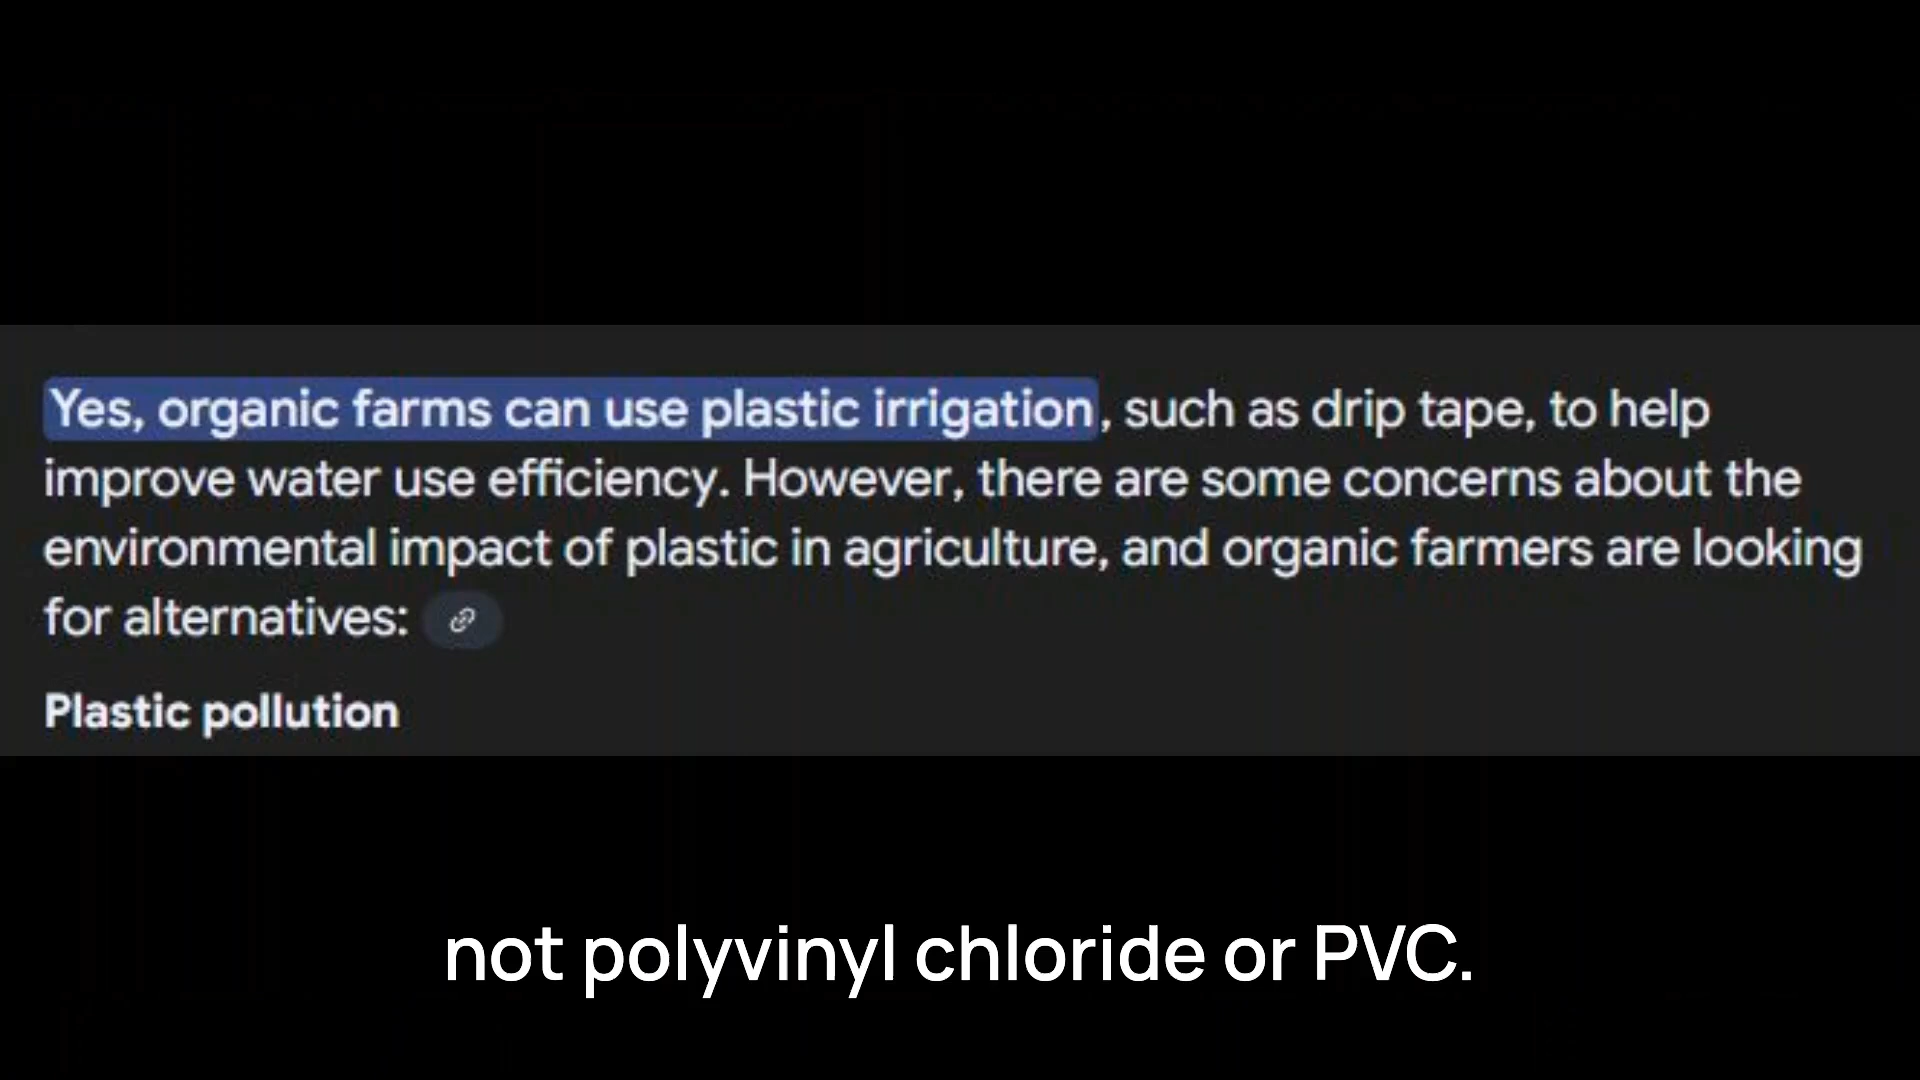 Yes, organic farms can use plastic irrigation, such as drip tape, to help
improve water use efficiency. However, there are some concerns about the
environmental impact of plastic in agriculture, and organic farmers are looking
for alternatives:
Plastic pollution
not polyvinyl chloride or PVC.